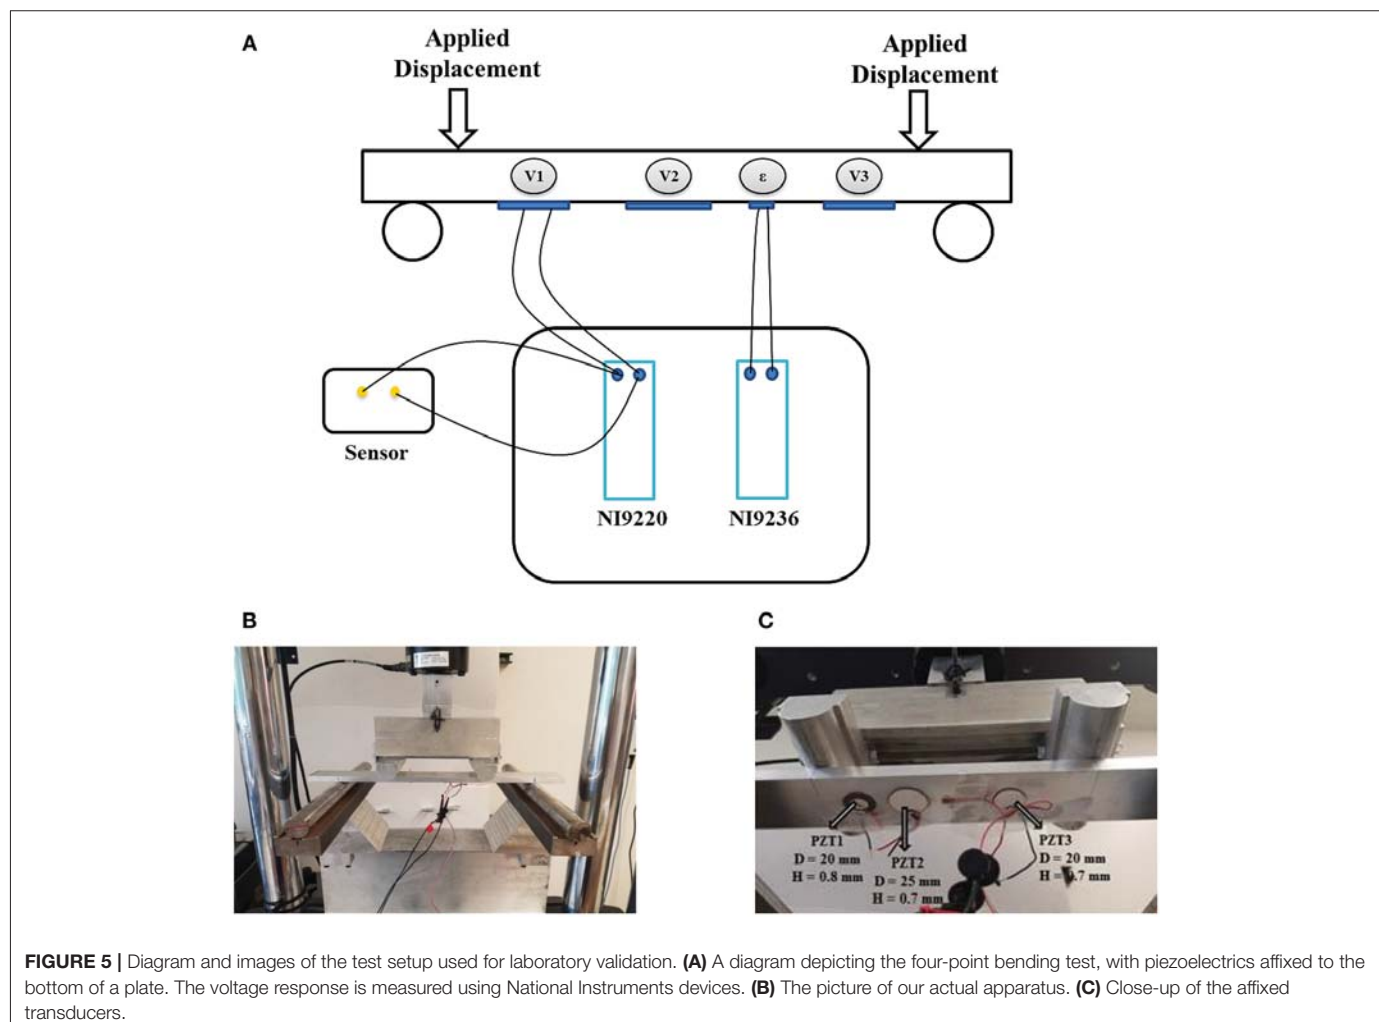 A
Applied
Displacement
Applied
Displacement
V1
V2
ε
V3
Sensor
NI9220
NI9236
B
C
PZT1
D = 20 mm
H = 0.8 mm
PZT2
D = 25 mm
H = 0.7 mm
PZT3
D = 20 mm
H = 0.7 mm
FIGURE 5 | Diagram and images of the test setup used for laboratory validation. (A) A diagram depicting the four-point bending test, with piezoelectrics affixed to the
bottom of a plate. The voltage response is measured using National Instruments devices. (B) The picture of our actual apparatus. (C) Close-up of the affixed
transducers.